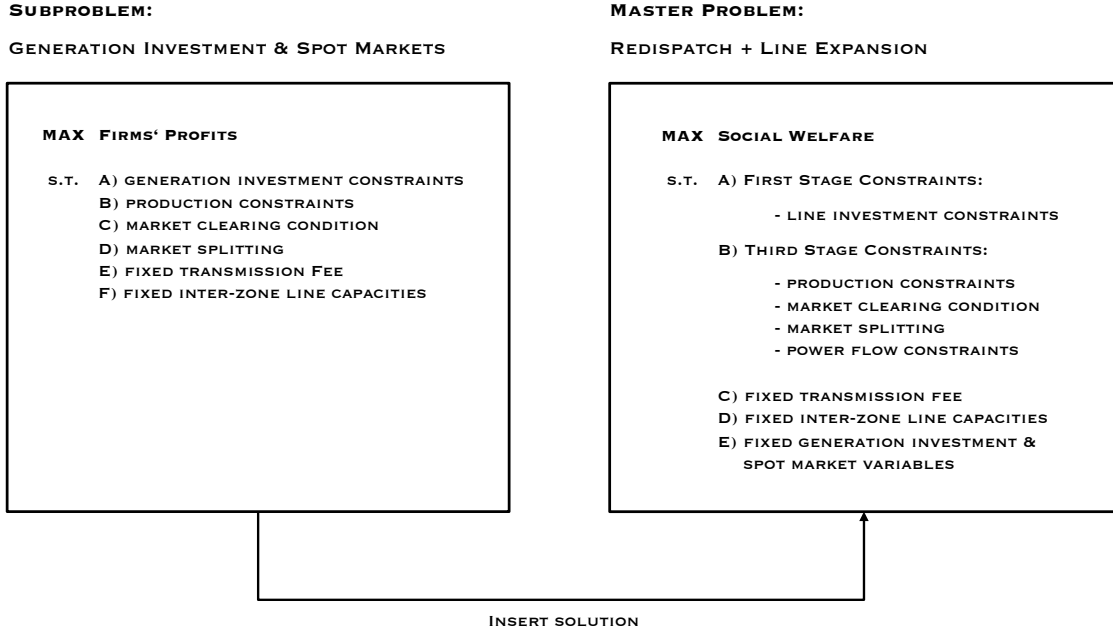 Subproblem:
Generation Investment & Spot Markets
MAX Firms' Profits
s.t. a) generation investment constraints
b) production constraints
c) market clearing condition
d) market splitting
e) fixed transmission Fee
f) fixed inter-zone line capacities
Master Problem:
Redispatch + Line Expansion
MAX Social Welfare
s.t. a) First Stage Constraints:
- line investment constraints
b) Third Stage Constraints:
- production constraints
- market clearing condition
- market splitting
- power flow constraints
c) fixed transmission fee
d) fixed inter-zone line capacities
e) fixed generation investment &
spot market variables
Insert solution